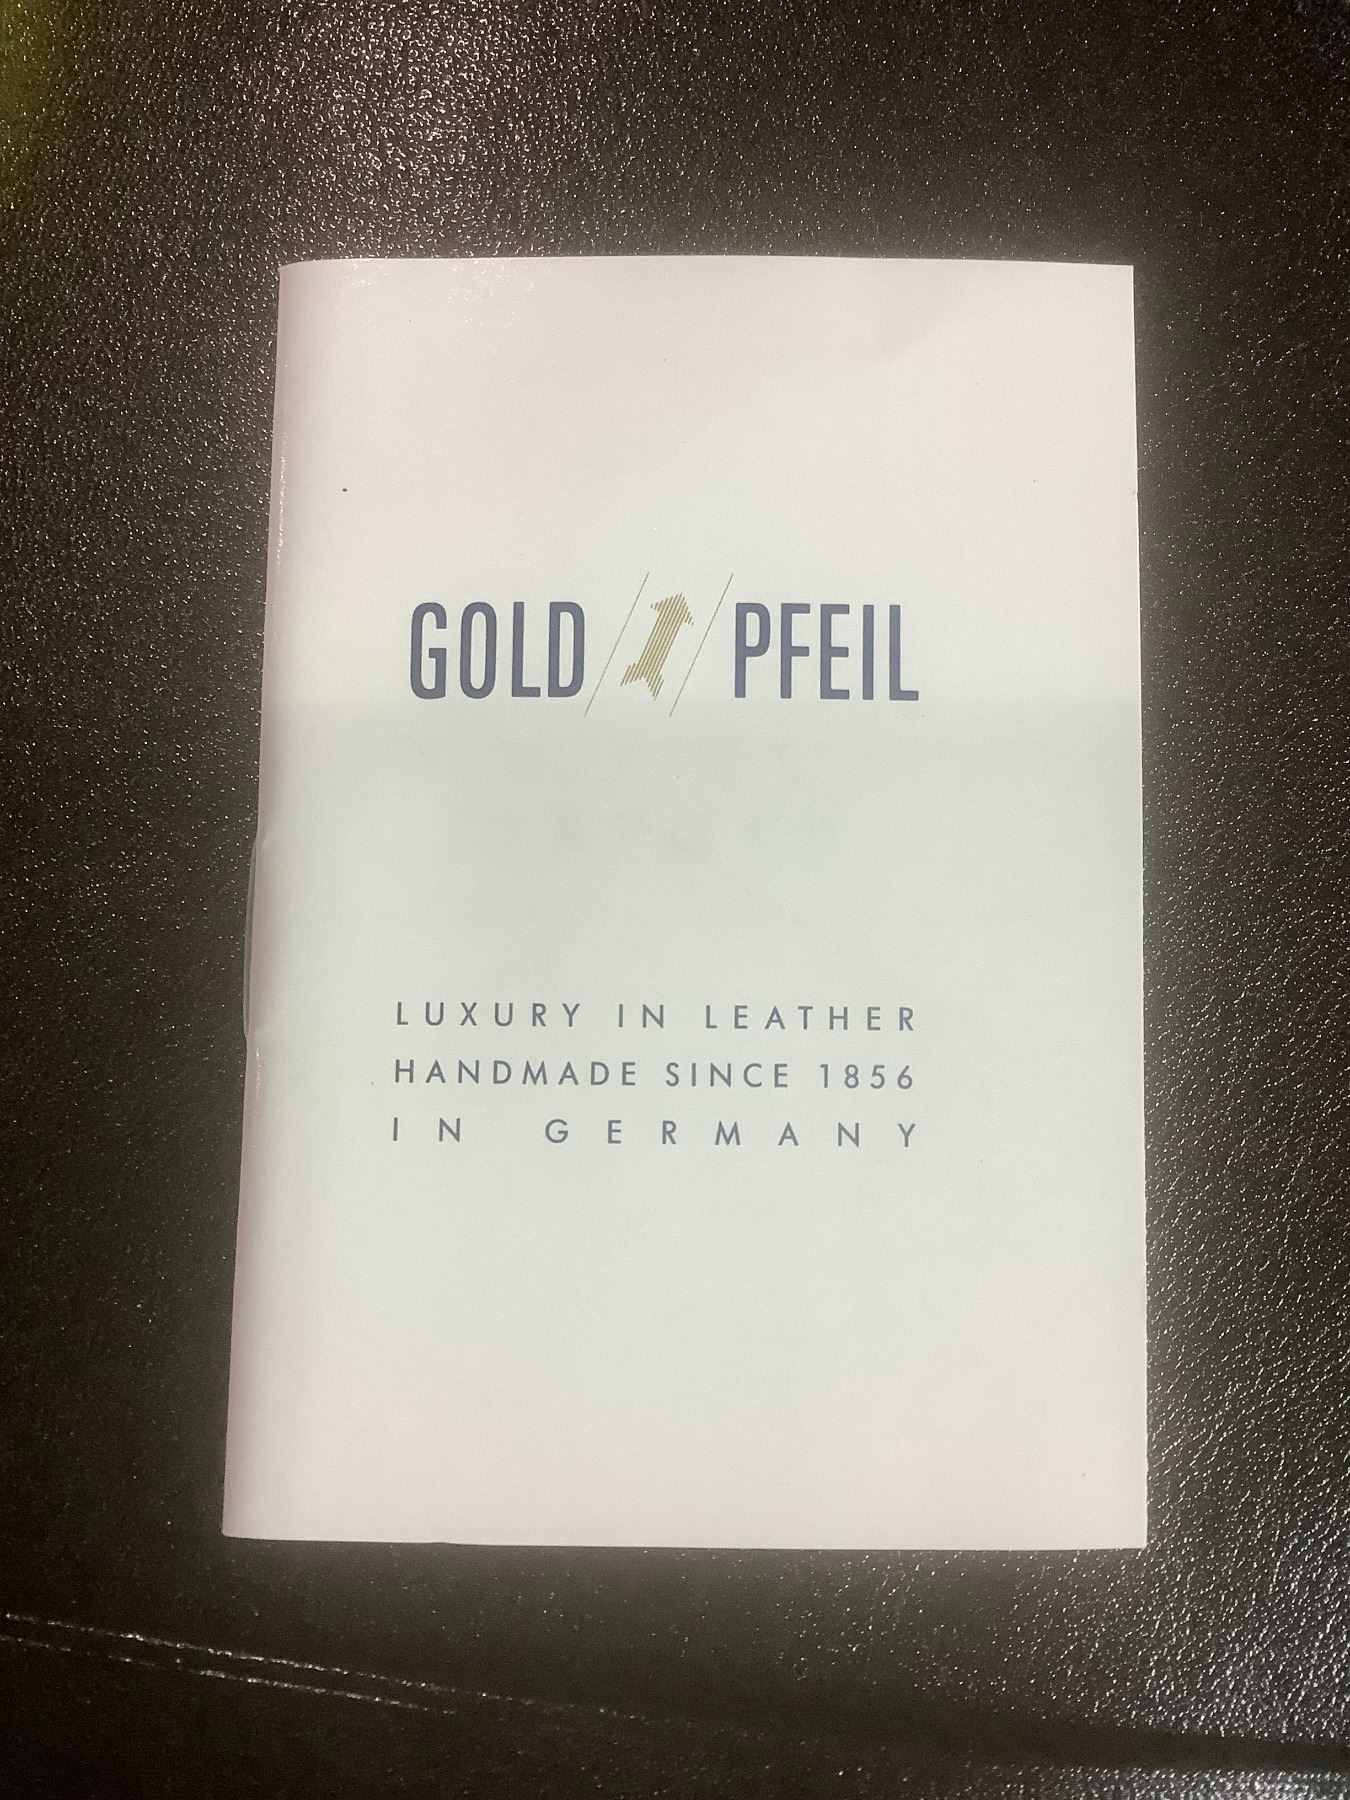 GOLD PFEIL
LUXURY IN LEATHER
HANDMADE SINCE 1856
IN GERMANY